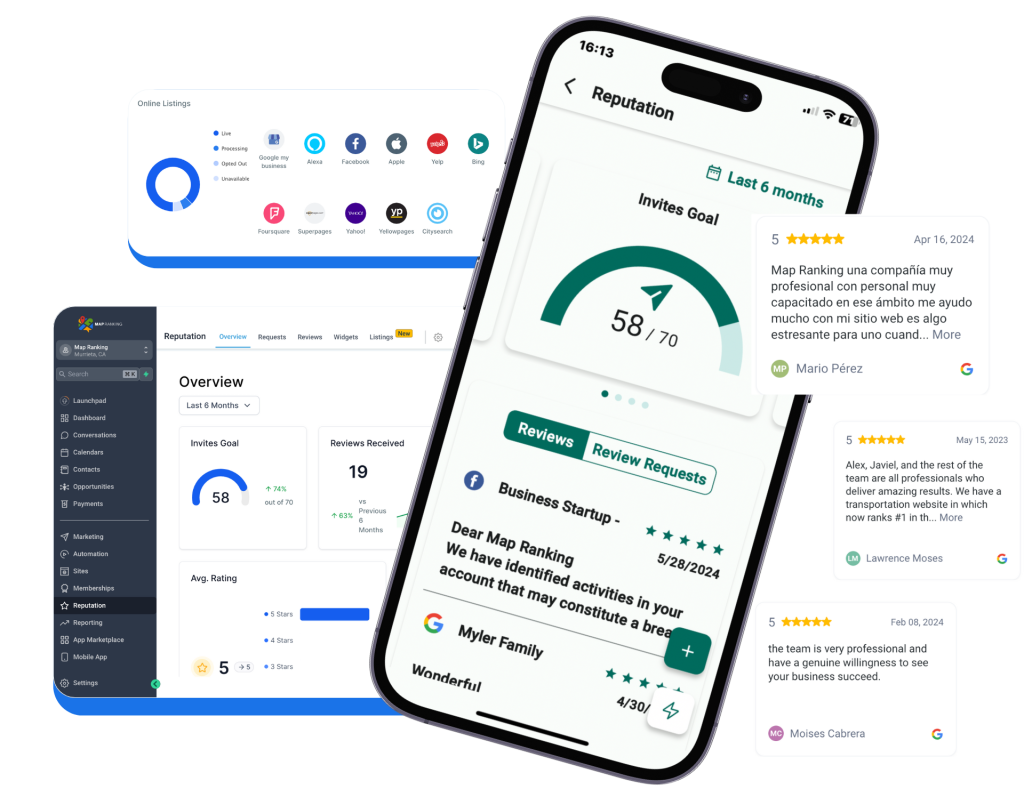 Online Listings
Live
Processing
Opted Out
Unavailable
Google my
business
Alexa
Facebook
Apple
yelp
Yelp
Bing
Foursquare
Superpages
YAHOO!
Yahoo!
yp
Yellowpages
Citysearch
MAP RANKING
Map Ranking
Murrieta, CA
Search
⌘K
Launchpad
Dashboard
Conversations
Calendars
Contacts
Opportunities
Payments
Marketing
Automation
Sites
Memberships
Reputation
Reporting
App Marketplace
Mobile App
Settings
Reputation
Overview
Requests
Reviews
Widgets
Listings
New
Overview
Last 6 Months
Invites Goal
58
↑ 74%
out of 70
Reviews Received
19
↑ 63%
vs
Previous
6
Months
Avg. Rating
5
→ 5
5 Stars
4 Stars
3 Stars
16:13
71
Reputation
Last 6 months
Invites Goal
58 / 70
Reviews
Review Requests
Business Startup -
5/28/2024
Dear Map Ranking
We have identified activities in your
account that may constitute a brea
Myler Family
4/30/
Wonderful
5
Apr 16, 2024
Map Ranking una compañía muy
profesional con personal muy
capacitado en ese ámbito me ayudo
mucho con mi sitio web es algo
estresante para uno cuand... More
MP
Mario Pérez
5
May 15, 2023
Alex, Javiel, and the rest of the
team are all professionals who
deliver amazing results. We have a
transportation website in which
now ranks #1 in th... More
LM
Lawrence Moses
5
Feb 08, 2024
the team is very professional and
have a genuine willingness to see
your business succeed.
MC
Moises Cabrera